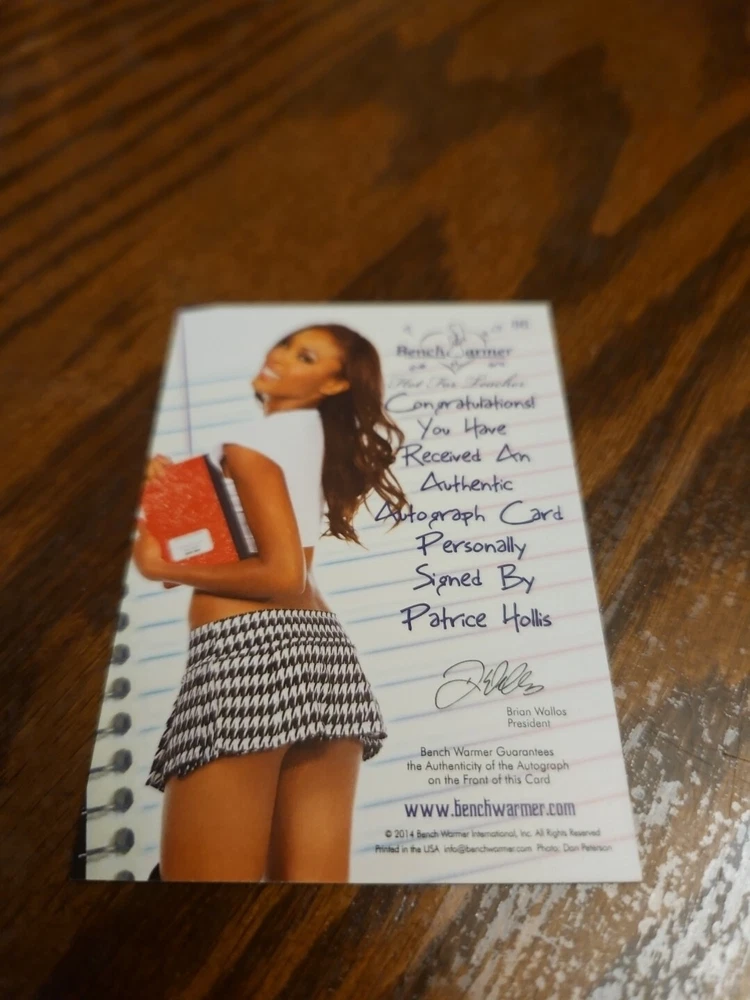 BenchWarmer
Hot For Teacher
Congratulations!
You Have
Received An
Authentic
Autograph Card
Personally
Signed By
Patrice Hollis
Brian Wallos
President
Bench Warmer Guarantees
the Authenticity of the Autograph
on the Front of this Card
www.benchwarmer.com
© 2014 Bench Warmer International, Inc. All Rights Reserved
Printed in the USA info@benchwarmer.com Photo: Dan Peterson